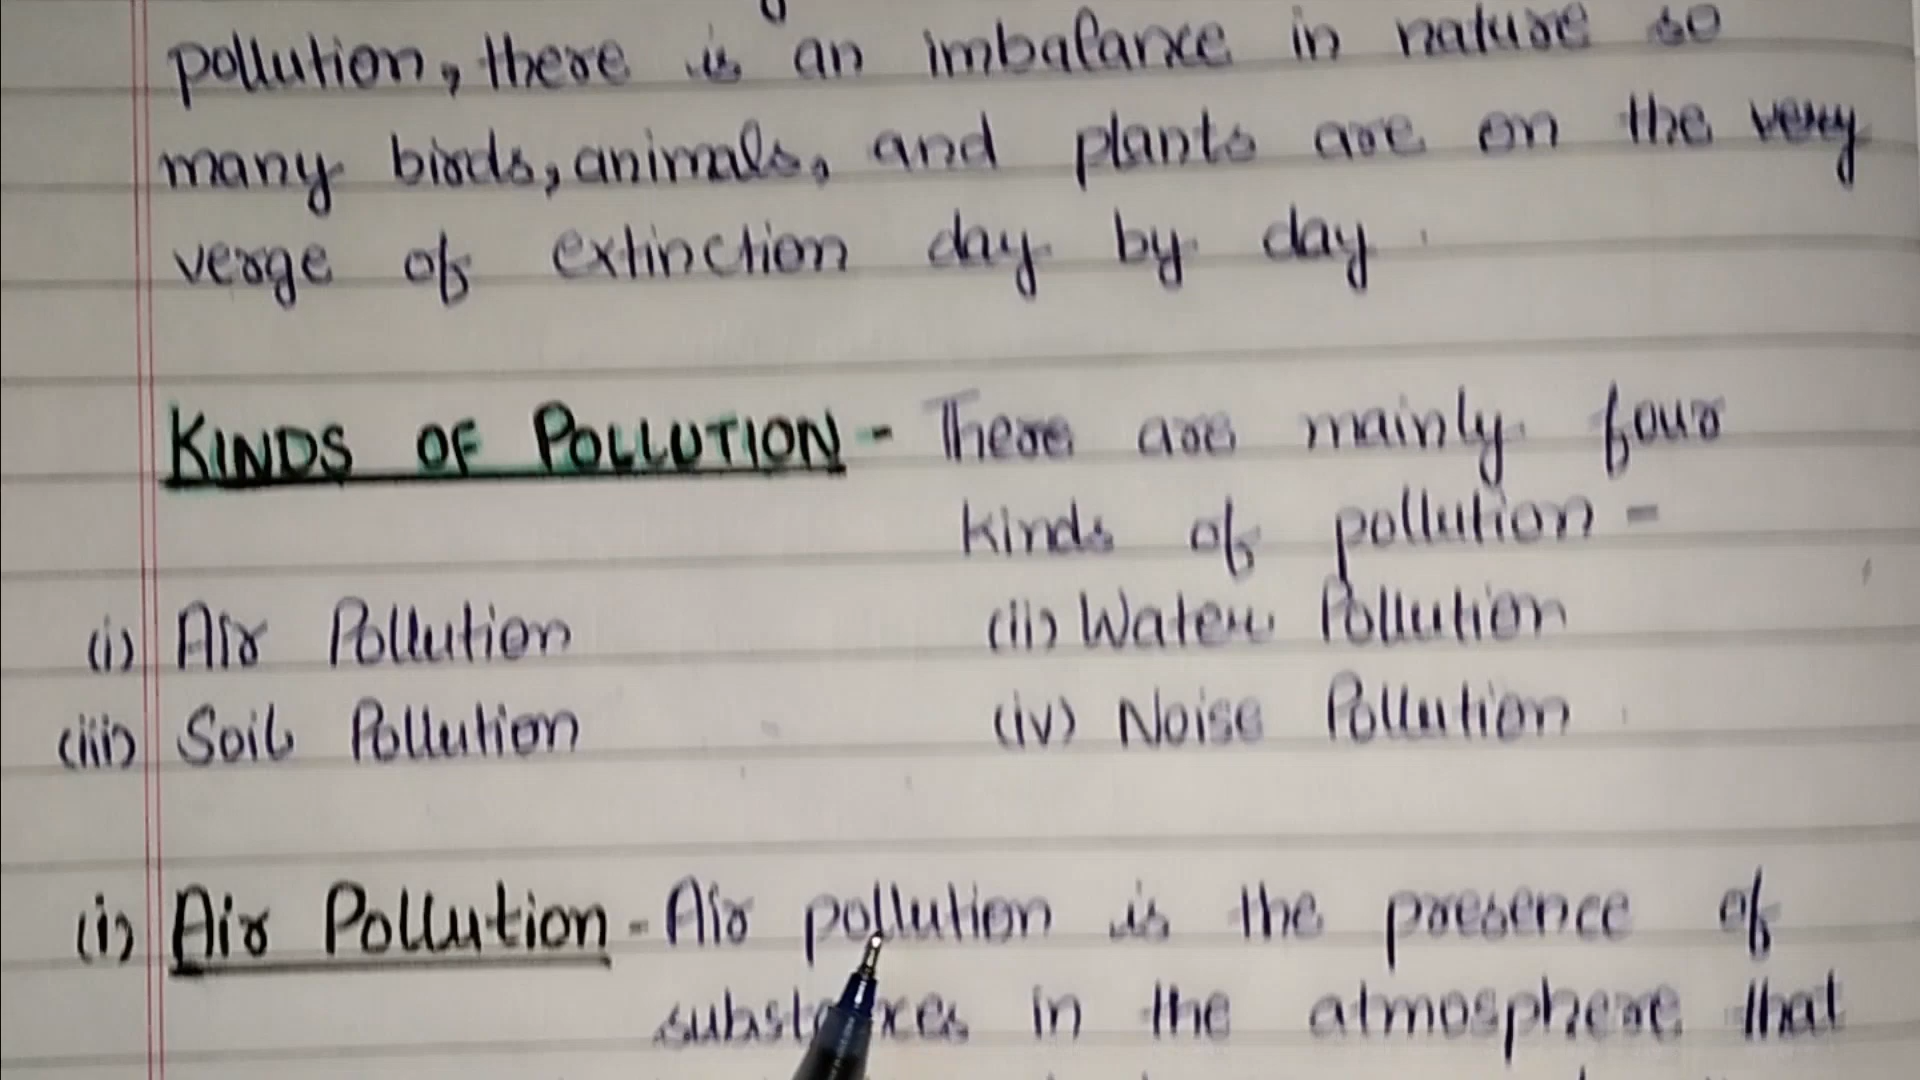 pollution, there is an imbalance in nature so
many birds, animals, and plants are on the very
verge of extinction day by day.
KINDS OF POLLUTION - There are mainly four
kinds of pollution -
(i) Air Pollution (ii) Water Pollution
(iii) Soil Pollution (iv) Noise Pollution
(i) Air Pollution - Air pollution is the presence of
substances in the atmosphere that